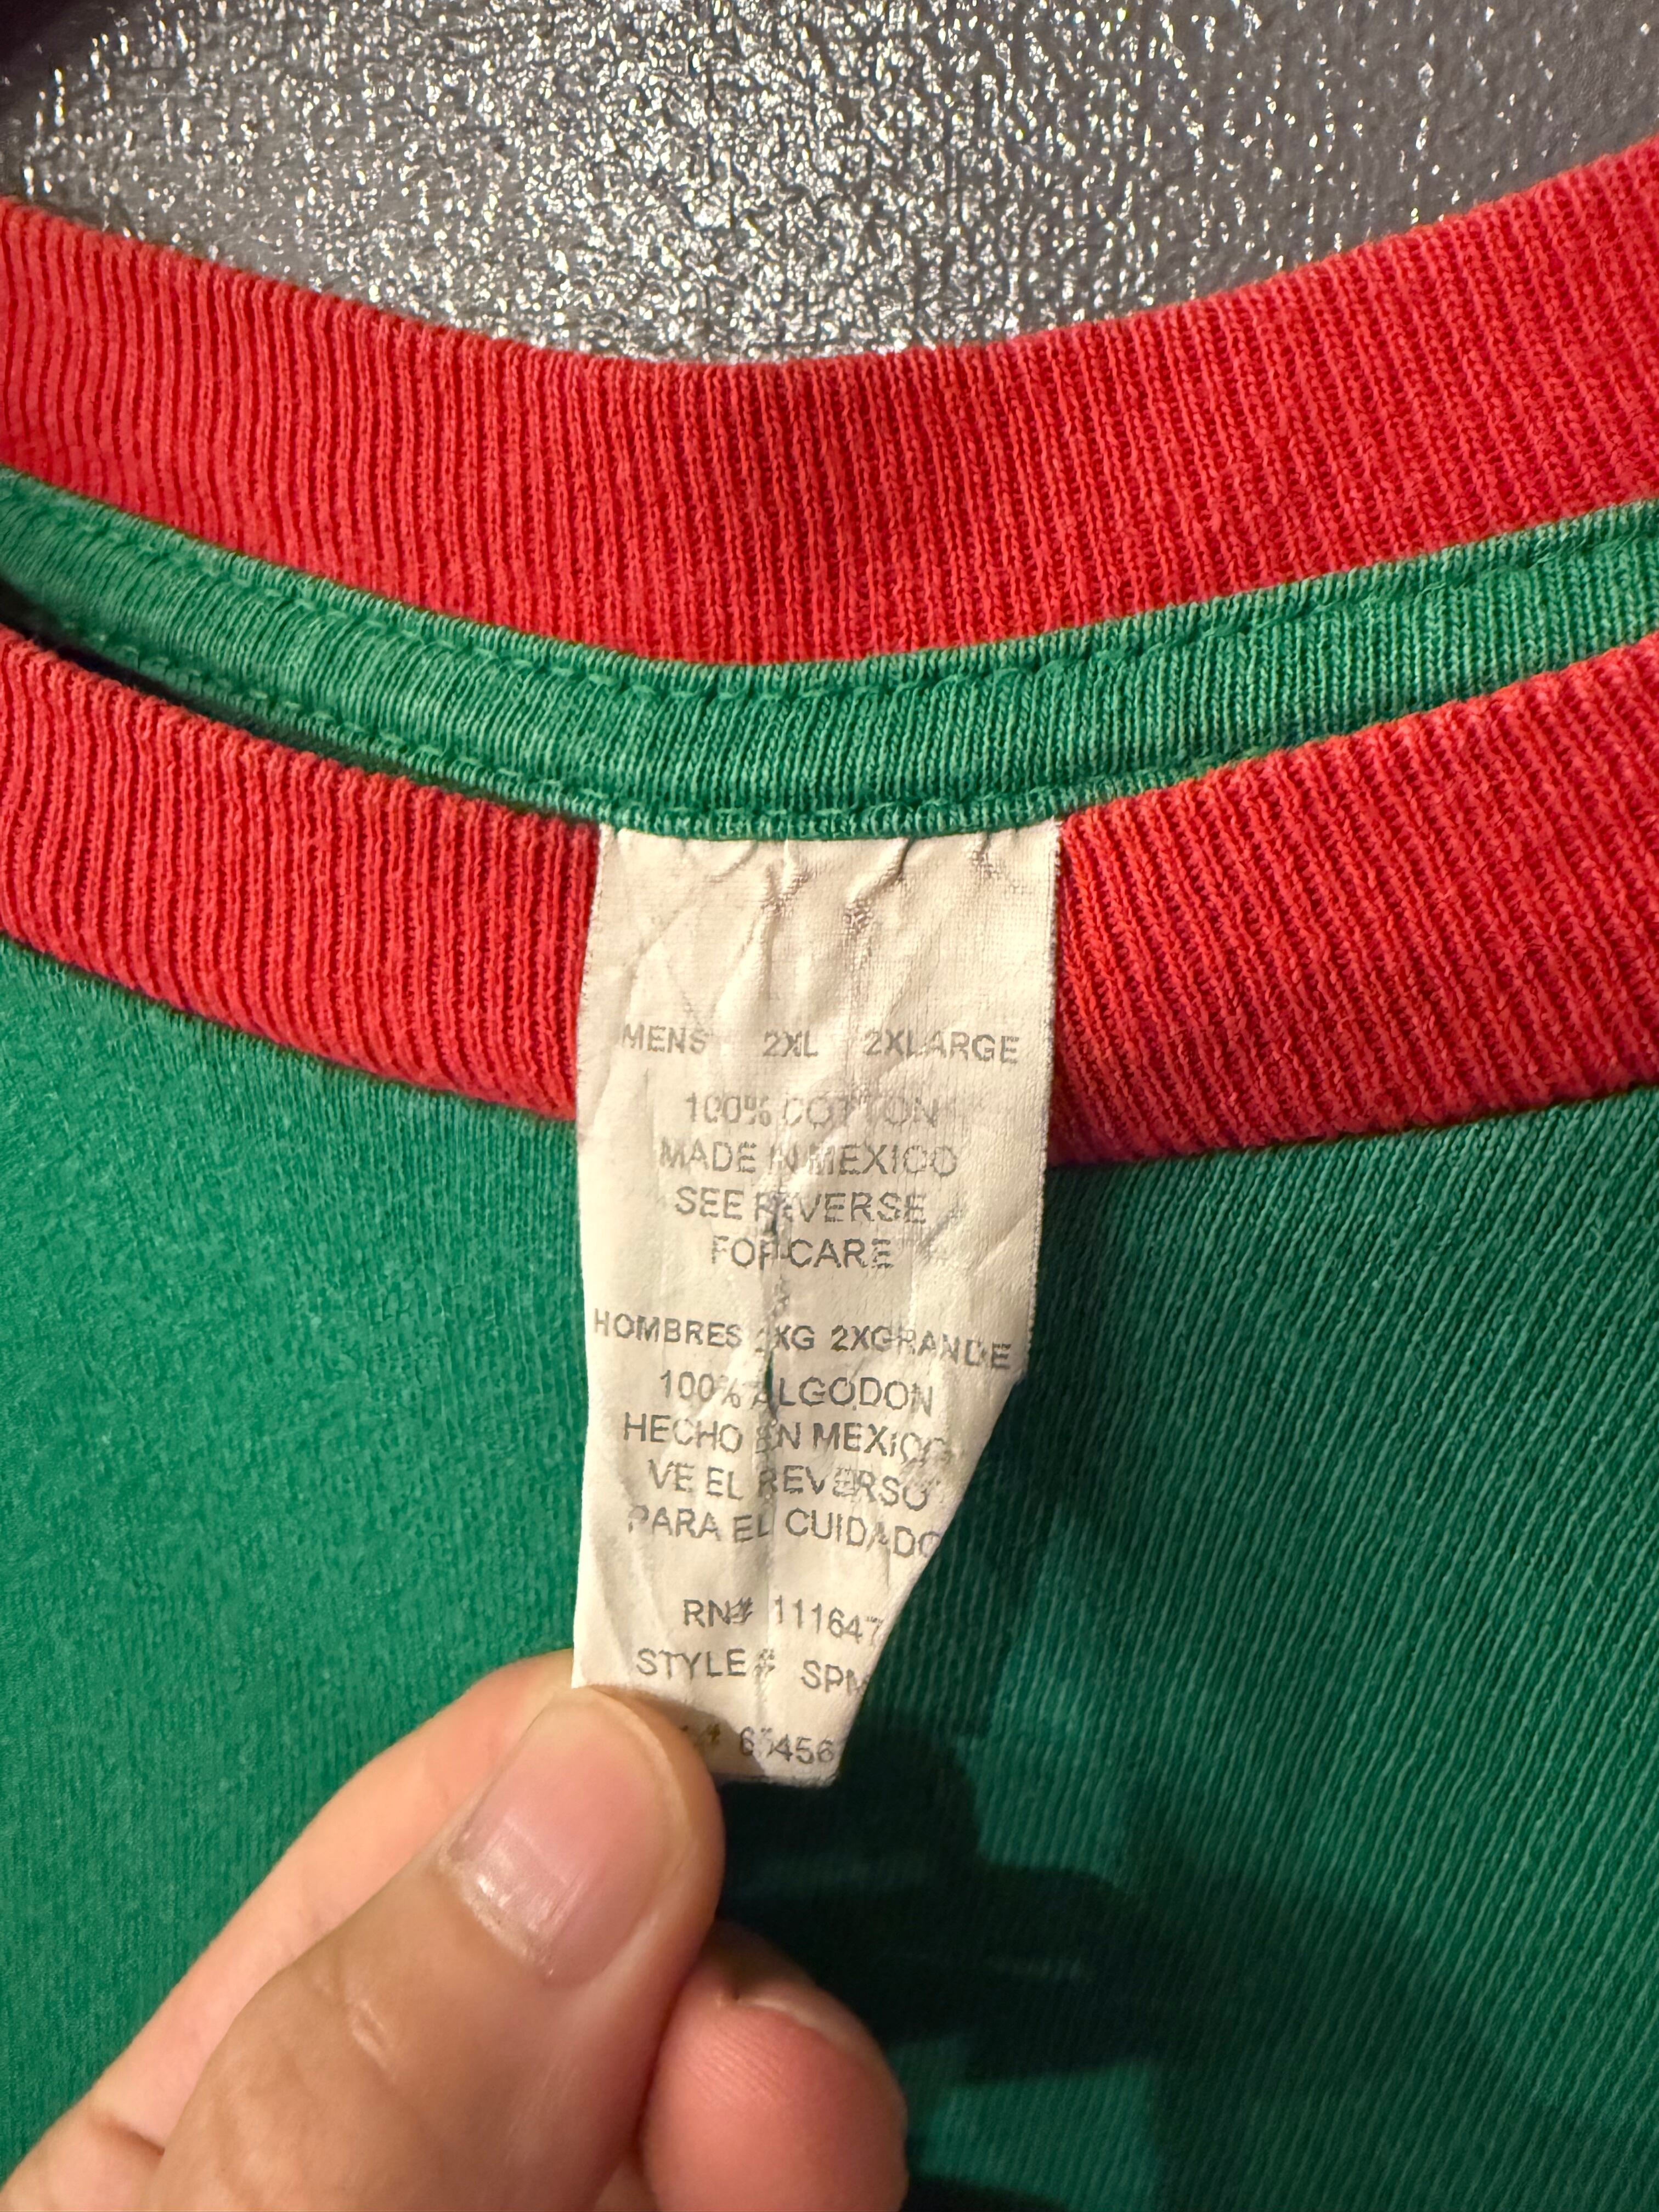 MENS 2XL 2XLARGE
100% COTTON
MADE IN MEXICO
SEE REVERSE
FOR CARE
HOMBRES 2XG 2XGRANDE
100% ALGODON
HECHO EN MEXICO
VE EL REVERSO
PARA EL CUIDADO
RN# 111647
STYLE#